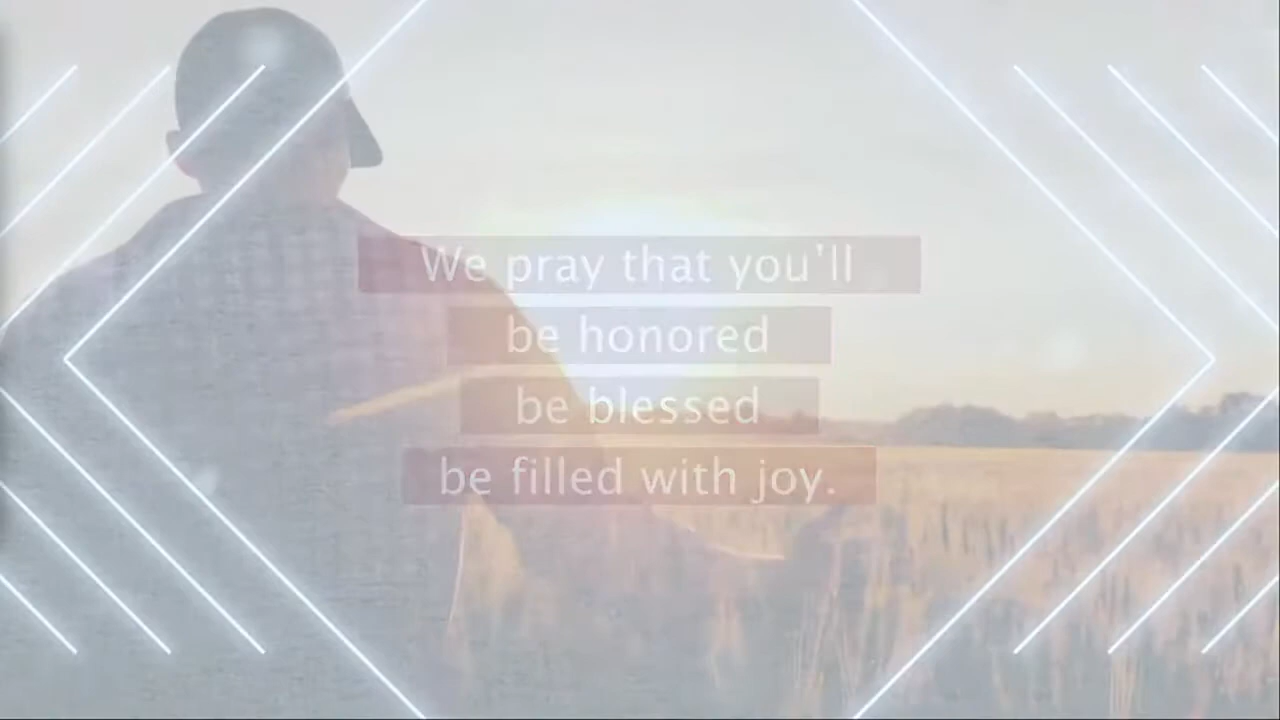 We pray that you'll
be honored
be blessed
be filled with joy.